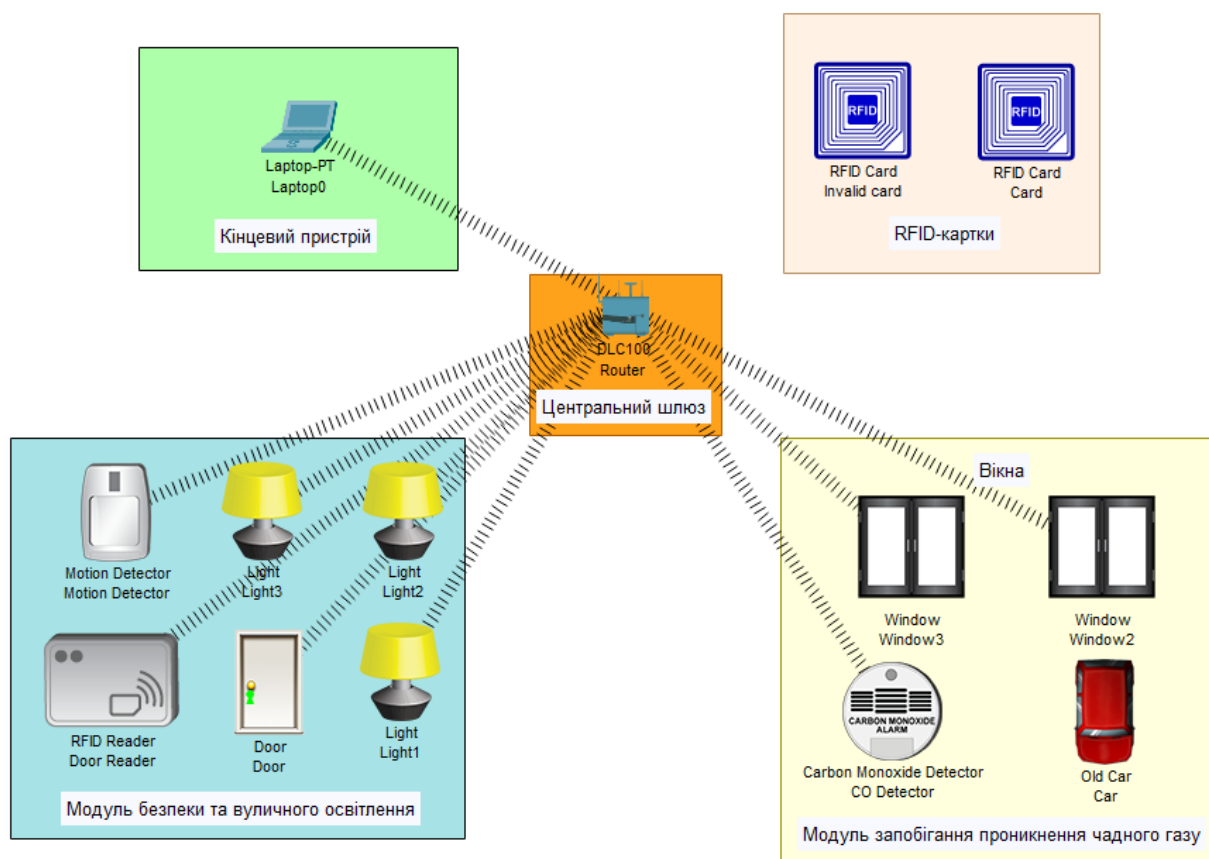 Laptop-PT
Laptop0
Кінцевий пристрій
RFID
RFID
RFID Card
Invalid card
RFID Card
Card
RFID-картки
DLC100
Router
Центральний шлюз
Motion Detector
Motion Detector
Light
Light3
Light
Light2
RFID Reader
Door Reader
Door
Door
Light
Light1
Модуль безпеки та вуличного освітлення
Вікна
Window
Window3
Window
Window2
CARBON MONOXIDE
ALARM
Carbon Monoxide Detector
CO Detector
Old Car
Car
Модуль запобігання проникнення чадного газу